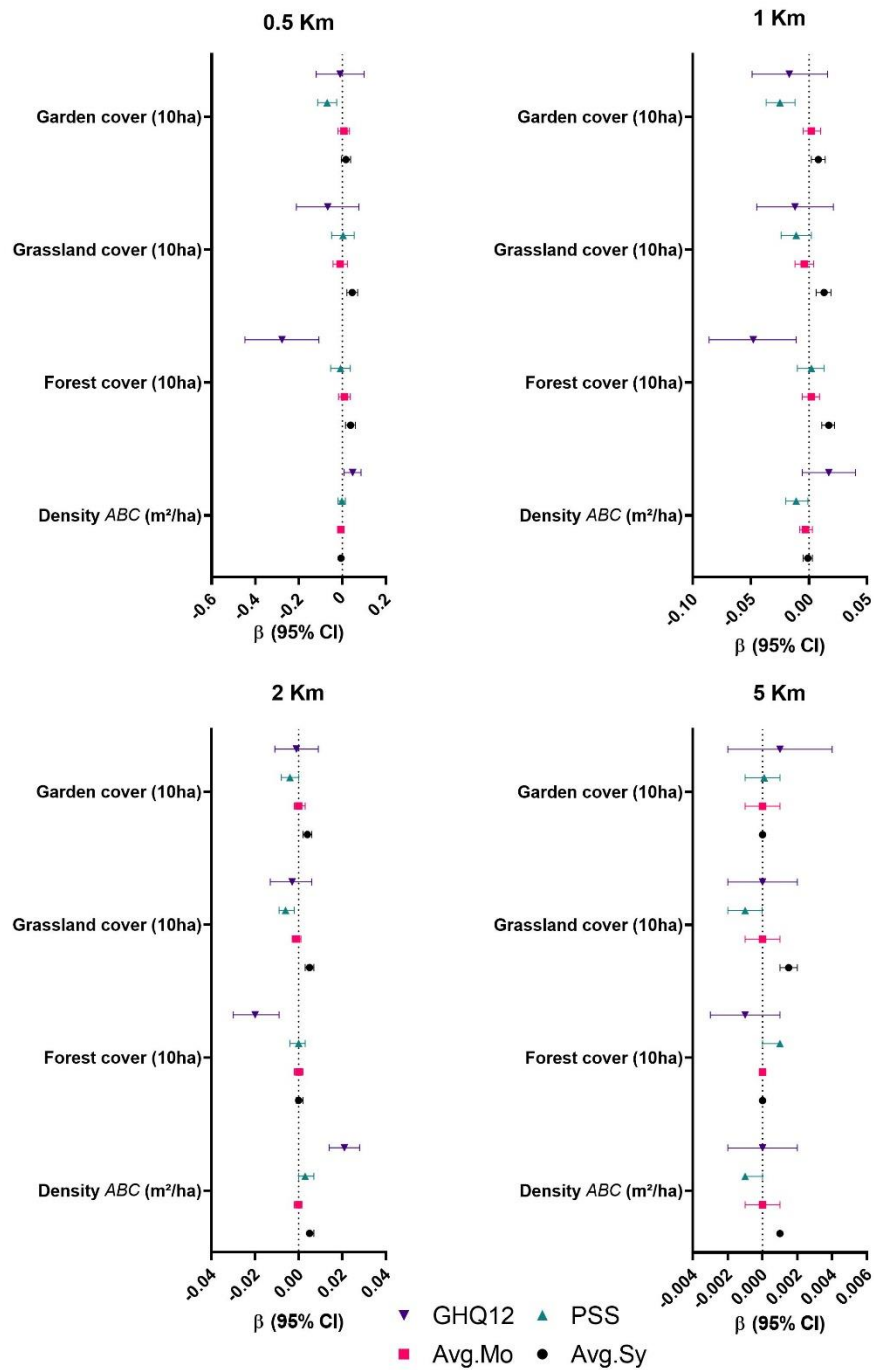 0.5 Km
Garden cover (10ha)
Grassland cover (10ha)
Forest cover (10ha)
Density ABC (m²/ha)
-0.6
-0.4
-0.2
0
0.2
β (95% CI)
1 Km
Garden cover (10ha)
Grassland cover (10ha)
Forest cover (10ha)
Density ABC (m²/ha)
-0.10
-0.05
0.00
0.05
β (95% CI)
2 Km
Garden cover (10ha)
Grassland cover (10ha)
Forest cover (10ha)
Density ABC (m²/ha)
-0.04
-0.02
0.00
0.02
0.04
β (95% CI)
5 Km
Garden cover (10ha)
Grassland cover (10ha)
Forest cover (10ha)
Density ABC (m²/ha)
-0.004
-0.002
0.000
0.002
0.004
0.006
β (95% CI)
GHQ12 PSS
Avg.Mo Avg.Sy